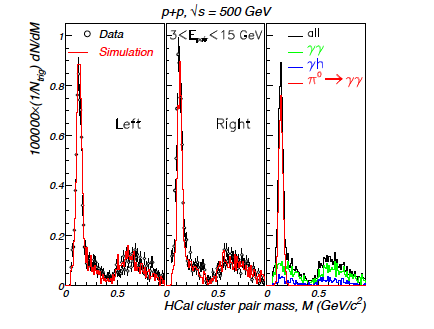 p+p, √s = 500 GeV
100000×(1/N_trig) dN/dM
Data
Simulation
3<E_pair<15 GeV
all
γγ
γh
π⁰→γγ
Left
Right
1
0.8
0.6
0.4
0.2
0
0 0.5 0 0.5 0 0.5
HCal cluster pair mass, M (GeV/c²)